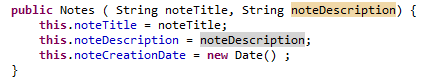 public Notes ( String noteTitle, String noteDescription) {
this.noteTitle = noteTitle;
this.noteDescription = noteDescription;
this.noteCreationDate = new Date() ;
}